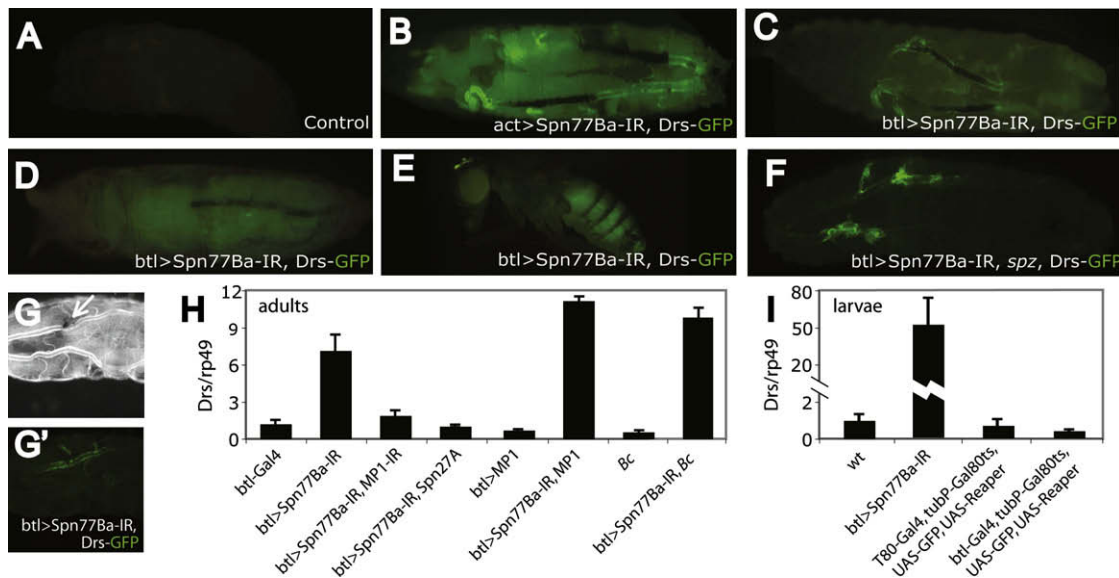 A
Control
B
act>Spn77Ba-IR, Drs-GFP
C
btl>Spn77Ba-IR, Drs-GFP
D
btl>Spn77Ba-IR, Drs-GFP
E
btl>Spn77Ba-IR, Drs-GFP
F
btl>Spn77Ba-IR, spz, Drs-GFP
G
G'
btl>Spn77Ba-IR,
Drs-GFP
H
adults
Drs/rp49
12
9
6
3
0
btl-Gal4
btl>Spn77Ba-IR
btl>Spn77Ba-IR, MP1-IR
btl>Spn77Ba-IR, Spn27A
btl>MP1
btl>Spn77Ba-IR, MP1
Bc
btl>Spn77Ba-IR, Bc
I
larvae
Drs/rp49
80
50
2
0
wt
btl>Spn77Ba-IR
T80-Gal4, tubP-Gal80ts,
UAS-GFP, UAS-Reaper
btl-Gal4, tubP-Gal80ts,
UAS-GFP, UAS-Reaper